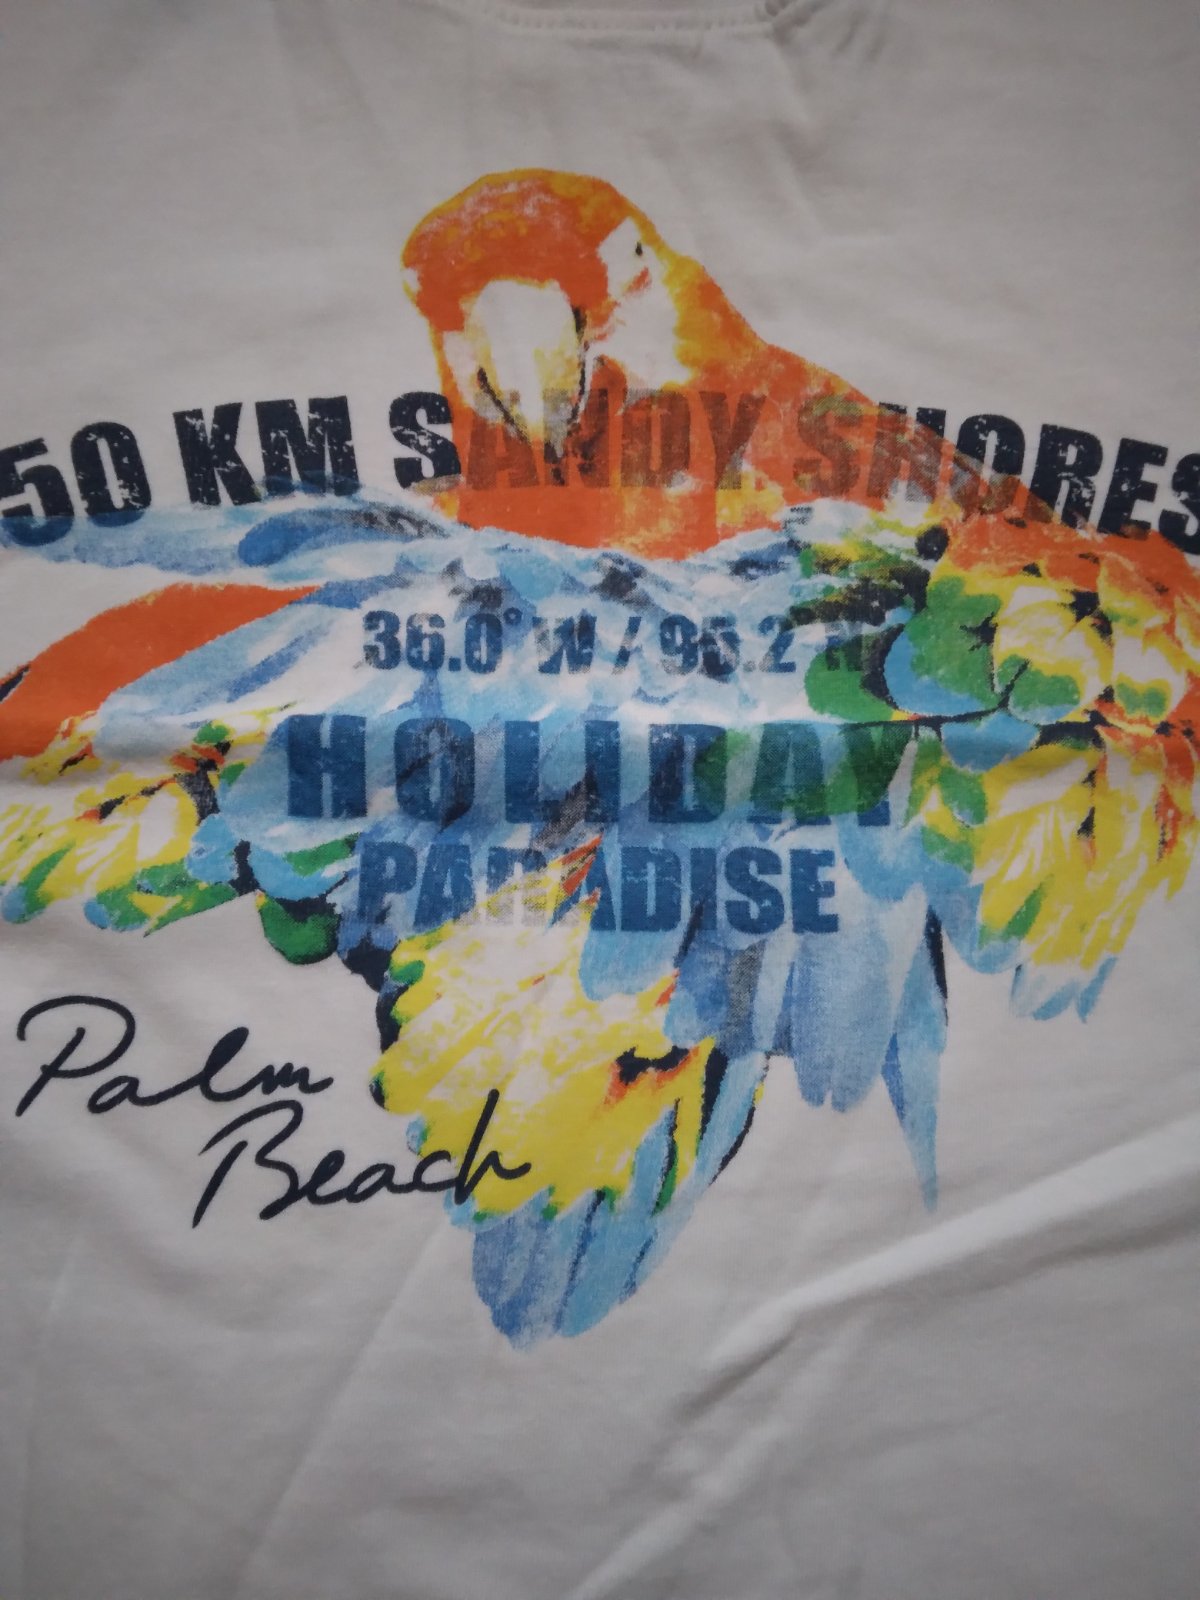 50 KM SANDY SHORES
36.0° W / 95.2 N
HOLIDAY
PARADISE
Palm
Beach